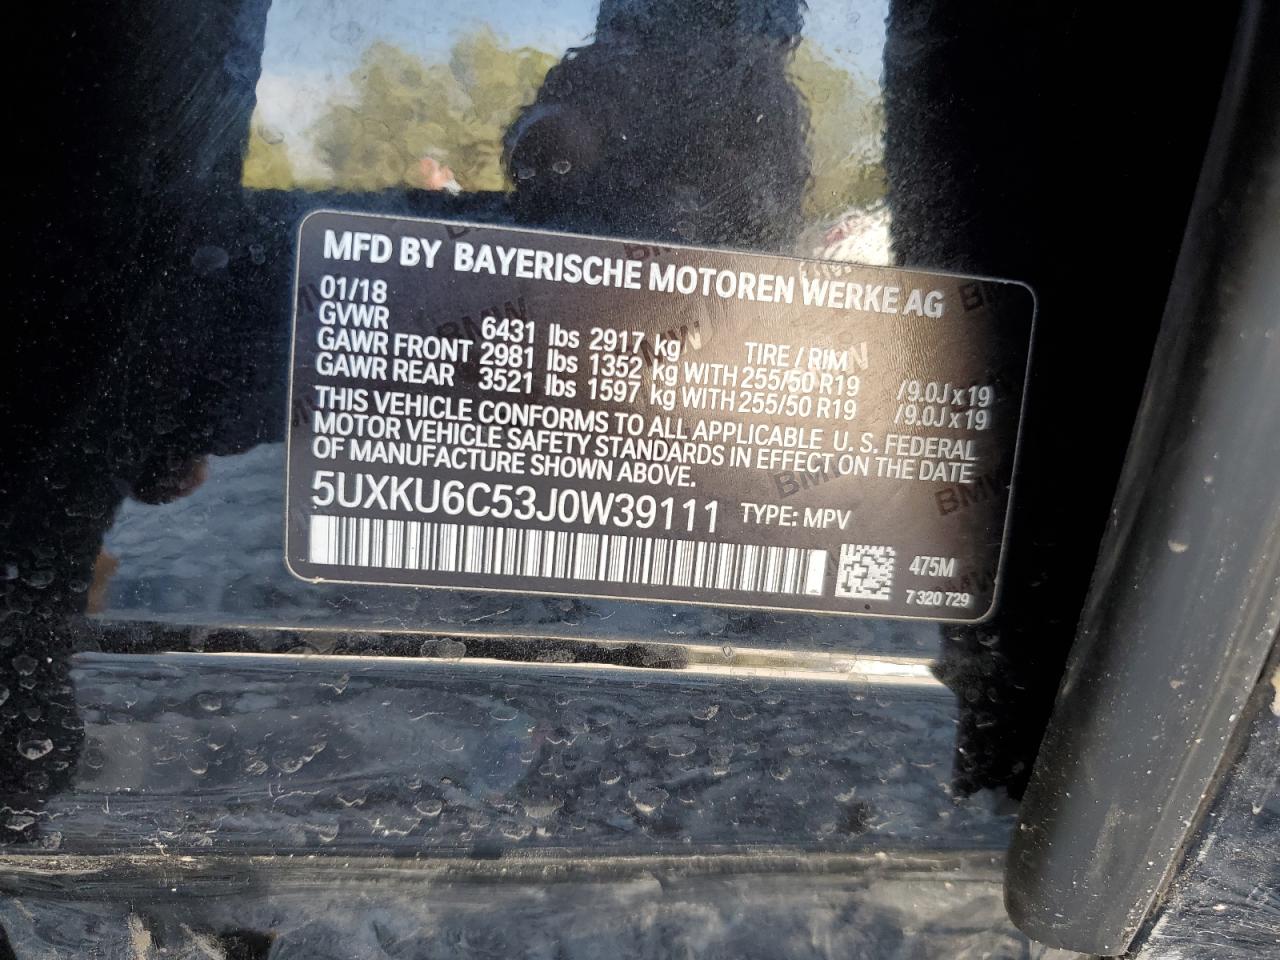 MFD BY BAYERISCHE MOTOREN WERKE AG
01/18
GVWR 6431 lbs 2917 kg TIRE / RIM
GAWR FRONT 2981 lbs 1352 kg WITH 255/50 R19 /9.0J x 19
GAWR REAR 3521 lbs 1597 kg WITH 255/50 R19 /9.0J x 19
THIS VEHICLE CONFORMS TO ALL APPLICABLE U. S. FEDERAL
MOTOR VEHICLE SAFETY STANDARDS IN EFFECT ON THE DATE
OF MANUFACTURE SHOWN ABOVE.
5UXKU6C53J0W39111 TYPE: MPV
475M
7 320 729